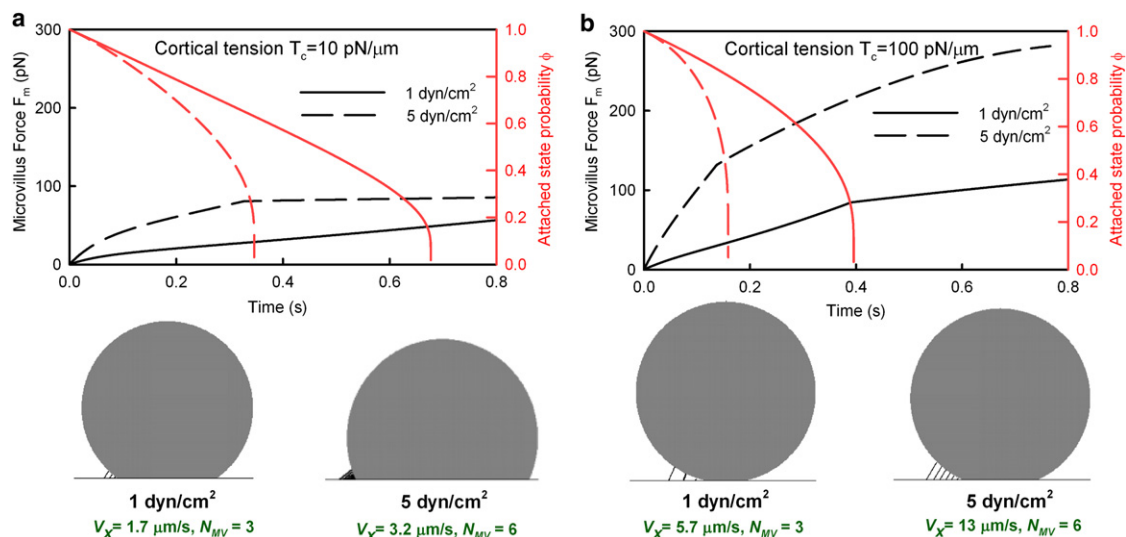 a
Cortical tension T_c=10 pN/μm
1 dyn/cm²
5 dyn/cm²
Microvillus Force F_m (pN)
300
200
100
0
0.0
0.2
0.4
0.6
0.8
Time (s)
1.0
0.8
0.6
0.4
0.2
0.0
Attached state probability ϕ
1 dyn/cm²
V_X= 1.7 μm/s, N_MV = 3
5 dyn/cm²
V_X= 3.2 μm/s, N_MV = 6
b
Cortical tension T_c=100 pN/μm
1 dyn/cm²
5 dyn/cm²
Microvillus Force F_m (pN)
300
200
100
0
0.0
0.2
0.4
0.6
0.8
Time (s)
1.0
0.8
0.6
0.4
0.2
0.0
Attached state probability ϕ
1 dyn/cm²
V_X= 5.7 μm/s, N_MV = 3
5 dyn/cm²
V_X= 13 μm/s, N_MV = 6